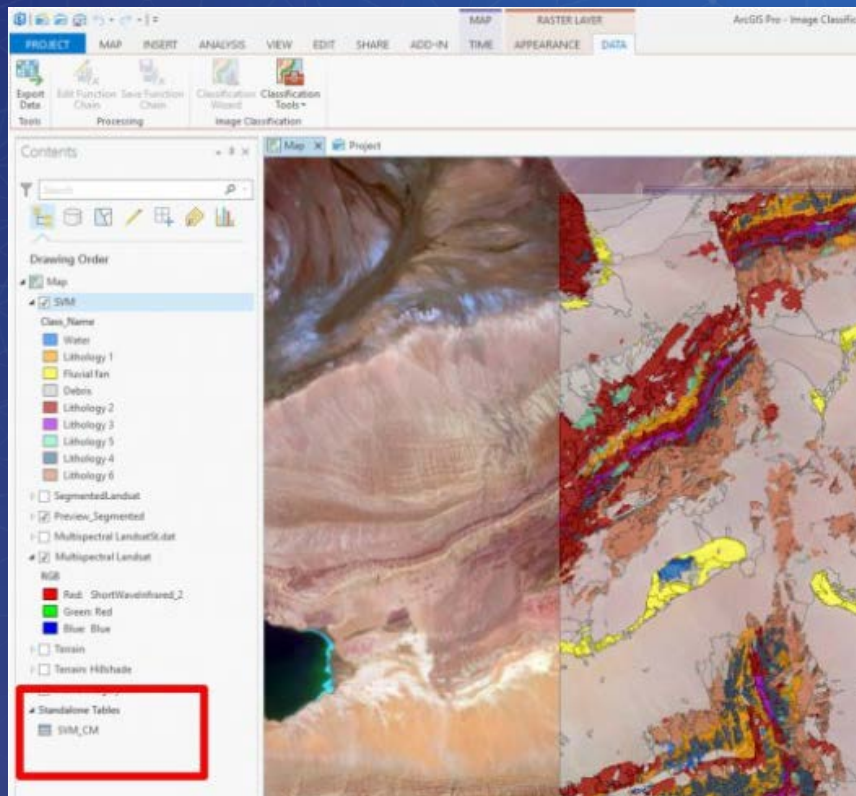 MAP RASTER LAYER ArcGIS Pro - Image Classific
PROJECT MAP INSERT ANALYSIS VIEW EDIT SHARE ADD-IN TIME APPEARANCE DATA
Export Data Edit Function Chain Save Function Chain Classification Wizard Classification Tools
Tools Processing Image Classification
Contents
Map Project
Search
Drawing Order
Map
SVM
Class_Name
Water
Lithology 1
Fluvial fan
Debris
Lithology 2
Lithology 3
Lithology 5
Lithology 4
Lithology 6
SegmentedLandsat
Preview_Segmented
Multispectral LandsatSt.dat
Multispectral Landsat
RGB
Red: ShortWaveInfrared_2
Green: Red
Blue: Blue
Terrain
Terrain: Hillshade
Standalone Tables
SVM_CM